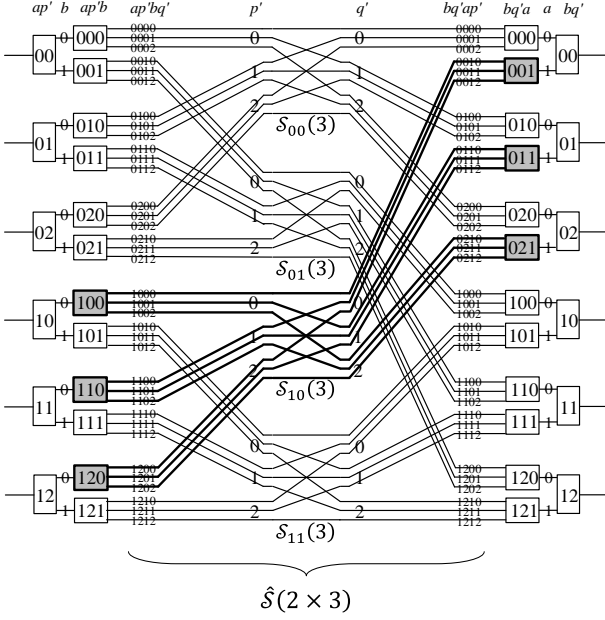 ap' b ap'b ap'bq' p' q' bq'ap' bq'a a bq'
00 0 000 0000 0001 0002 0 0 0000 0001 0002 000 0 00
1 001 0010 0011 0012 0010 0011 0012 001 1
1 1
01 0 010 0100 0101 0102 0100 0101 0102 010 0 01
2 2
1 011 0110 0111 0112 0110 0111 0112 011 1
S₀₀(3)
0 0
02 0 020 0200 0201 0202 1 1 0200 0201 0202 020 0 02
1 021 0210 0211 0212 2 2 0210 0211 0212 021 1
S₀₁(3)
10 0 100 1000 1001 1002 0 0 1000 1001 1002 100 0 10
1 101 1010 1011 1012 1 1 1010 1011 1012 101 1
2 2
S₁₀(3)
11 0 110 1100 1101 1102 1100 1101 1102 110 0 11
1 111 1110 1111 1112 0 0 1110 1111 1112 111 1
12 0 120 1200 1201 1202 1 1 1200 1201 1202 120 0 12
1 121 1210 1211 1212 2 2 1210 1211 1212 121 1
S₁₁(3)
Ŝ(2 × 3)